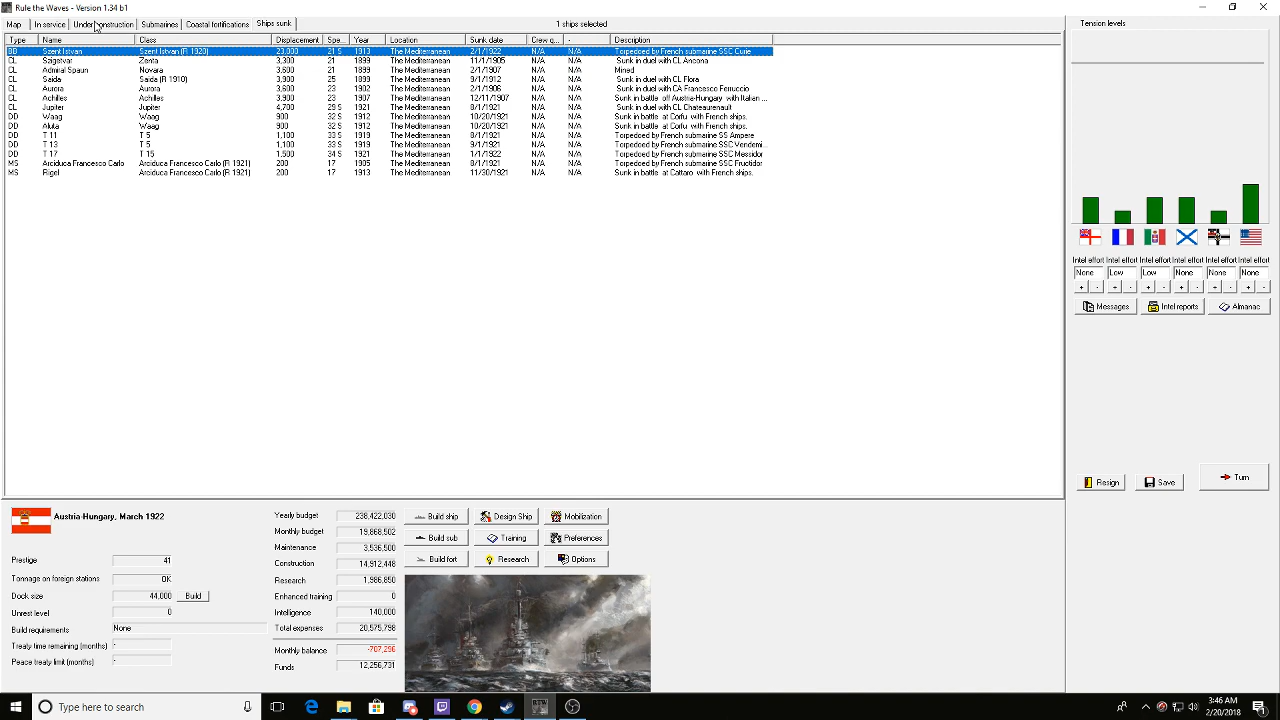 Rule the Waves - Version 1.34 b1
Map In service Under construction Submarines Coastal fortifications Ships sunk 1 ships selected Tension levels
Type Name Class Displacement Spe... Year Location Sunk date Crew q... - Description
BB Szent Istvan Szent Istvan (R 1920) 23,000 21 S 1913 The Mediterranean 2/1/1922 N/A N/A Torpedoed by French submarine SSC Curie
CL Szigetvar Zenta 3,300 21 1899 The Mediterranean 11/1/1905 N/A N/A Sunk in duel with CL Ancona
CL Admiral Spaun Novara 3,600 21 1899 The Mediterranean 2/1/1907 N/A N/A Mined
CL Saida Saida (R 1910) 3,900 25 1899 The Mediterranean 9/1/1912 N/A N/A Sunk in duel with CL Flora
CL Aurora Aurora 3,600 23 1902 The Mediterranean 2/1/1906 N/A N/A Sunk in duel with CA Francesco Ferruccio
CL Achilles Achilles 3,900 23 1907 The Mediterranean 12/11/1907 N/A N/A Sunk in battle off Austria-Hungary with Italian ...
CL Jupiter Jupiter 4,700 29 S 1921 The Mediterranean 8/1/1921 N/A N/A Sunk in duel with CL Chateaurenault
DD Waag Waag 900 32 S 1912 The Mediterranean 10/20/1921 N/A N/A Sunk in battle at Corfu with French ships.
DD Aluta Waag 900 32 S 1912 The Mediterranean 10/20/1921 N/A N/A Sunk in battle at Corfu with French ships.
DD T 11 T 5 1,100 33 S 1919 The Mediterranean 8/1/1921 N/A N/A Torpedoed by French submarine SS Ampere
DD T 13 T 5 1,100 33 S 1919 The Mediterranean 9/1/1921 N/A N/A Torpedoed by French submarine SSC Vendemi...
DD T 17 T 15 1,500 34 S 1921 The Mediterranean 1/1/1922 N/A N/A Torpedoed by French submarine SSC Messidor
MS Arciduca Francesco Carlo Arciduca Francesco Carlo (R 1921) 200 17 1905 The Mediterranean 8/1/1921 N/A N/A Torpedoed by French submarine SSC Fructidor
MS Rigel Arciduca Francesco Carlo (R 1921) 200 17 1913 The Mediterranean 11/30/1921 N/A N/A Sunk in battle at Cattaro with French ships.
Intel effort Intel effort Intel effort Intel effort Intel effort Intel effort
None Low Low None None None
+ - + - + - + - + - + -
Messages Intel reports Almanac
Resign Save Turn
Austria-Hungary, March 1922
Prestige 41
Tonnage on foreign stations OK
Dock size 44,000 Build
Unrest level 0
Build requirements None
Treaty time remaining (months) -
Peace treaty limit (months) -
Yearly budget 238,422,030
Monthly budget 19,868,502
Maintenance 3,536,500
Construction 14,912,448
Research 1,986,850
Enhanced training 0
Intelligence 140,000
Total expenses 20,575,798
Monthly balance -707,296
Funds 12,256,731
Build ship Design Ship Mobilization
Build sub Training Preferences
Build fort Research Options
Type here to search
3:46 AM
2/20/2018